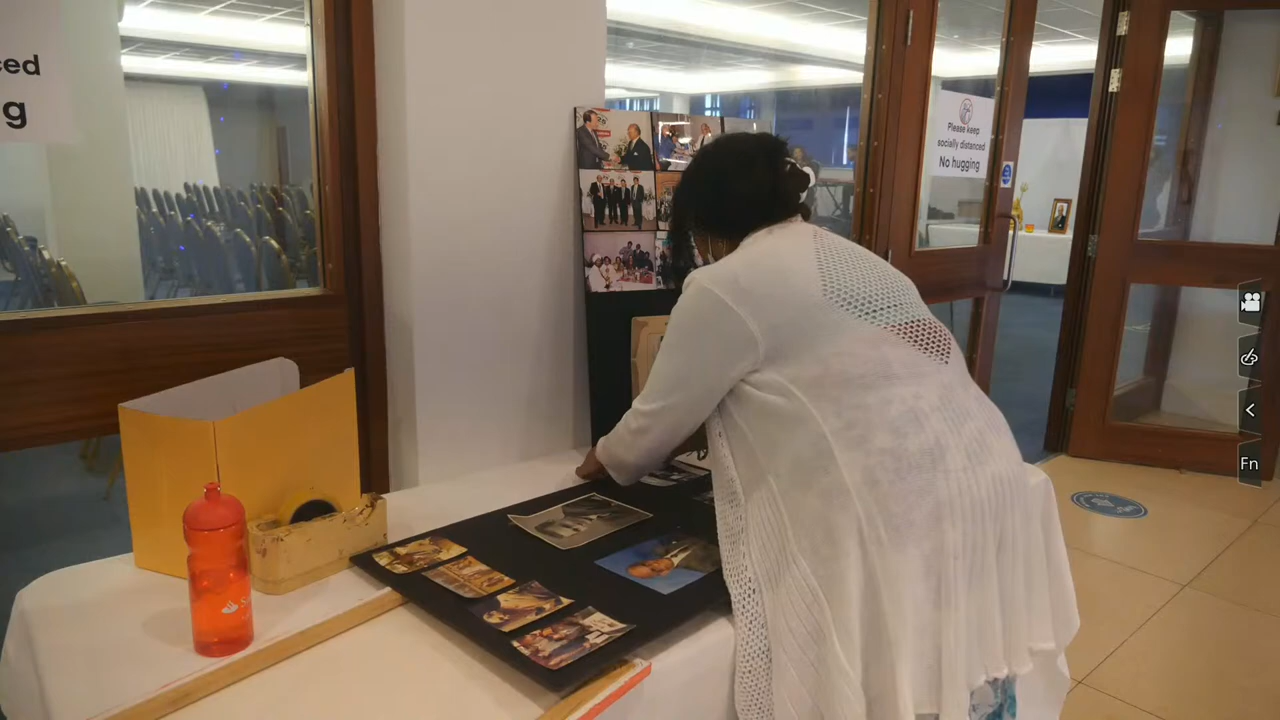 ced
g
Please keep
socially distanced
No hugging
Fn